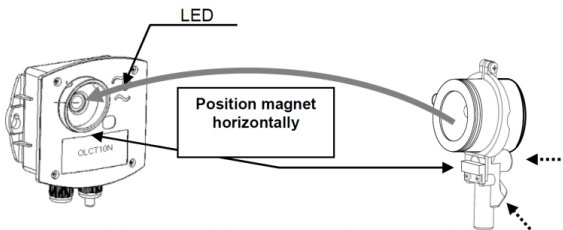 LED
Position magnet
horizontally
OLCT10N